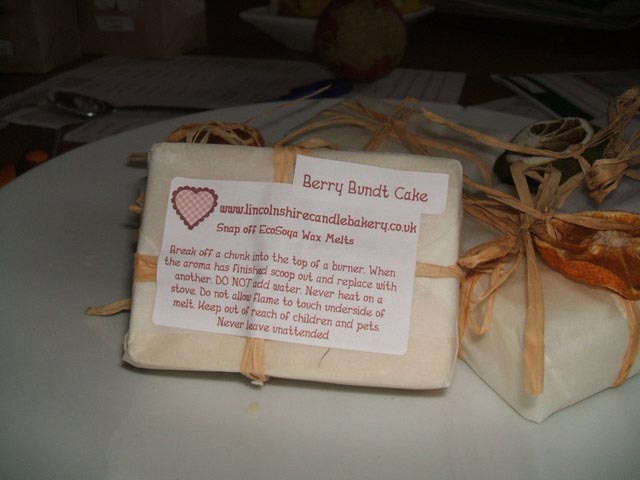 Berry Bundt Cake
www.lincolnshirecandlebakery.co.uk
Snap off EcoSoya Wax Melts
Break off a chunk into the top of a burner. When
the aroma has finished scoop out and replace with
another. DO NOT add water. Never heat on a
stove. Do not allow flame to touch underside of
melt. Keep out of reach of children and pets.
Never leave unattended